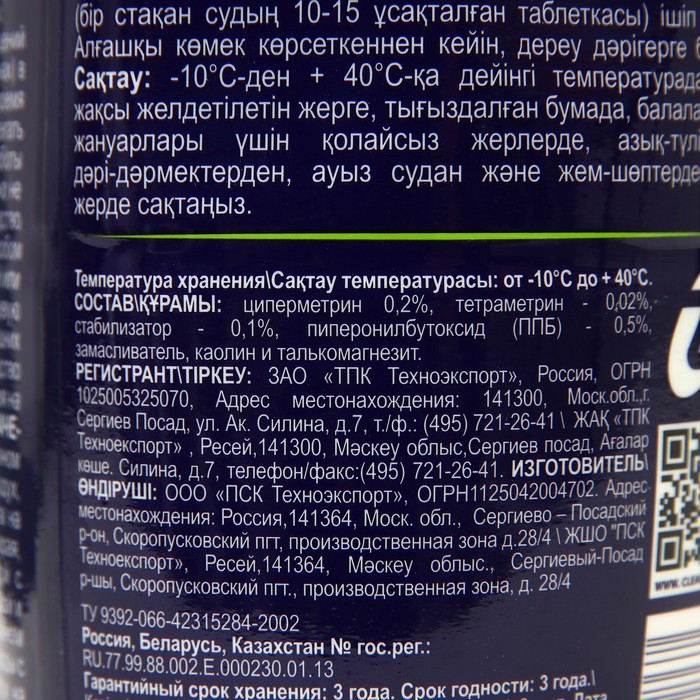 (бір стақан судың 10-15 ұсақталған таблеткасы) ішіп
Алғашқы көмек көрсеткеннен кейін, дереу дәрігерге
Сақтау: -10°С-ден + 40°С-қа дейінгі температурад
жақсы желдетілетін жерге, тығыздалған бумада, балала
жануарлары үшін қолайсыз жерлерде, азық-түлі
дәрі-дәрмектерден, ауыз судан және жем-шөптерде
жерде сақтаңыз.
Температура хранения\Сақтау температурасы: от -10°С до + 40°С.
СОСТАВ\ҚҰРАМЫ: циперметрин 0,2%, тетраметрин - 0,02%,
стабилизатор - 0,1%, пиперонилбутоксид (ППБ) - 0,5%,
замасливатель, каолин и талькомагнезит.
РЕГИСТРАНТ\ТІРКЕУ: ЗАО «ТПК Техноэкспорт», Россия, ОГРН
1025005325070, Адрес местонахождения: 141300, Моск.обл.,г.
Сергиев Посад, ул. Ак. Силина, д.7, т./ф.: (495) 721-26-41 \ ЖАҚ «ТПК
Техноекспорт» , Ресей,141300, Мәскеу облыс,Сергиев посад, Ағалар
көше. Силина, д.7, телефон/факс:(495) 721-26-41. ИЗГОТОВИТЕЛЬ\
ӨНДІРУШІ: ООО «ПСК Техноэкспорт», ОГРН1125042004702. Адрес
местонахождения: Россия,141364, Моск. обл., Сергиево – Посадский
р-он, Скоропусковский пгт, производственная зона д.28/4 \ ЖШО "ПСК
Техноекспорт», Ресей,141364, Мәскеу облыс., Сергиевый-Посад
р-шы, Скоропусковский пгт., производственная зона, д. 28/4
ТУ 9392-066-42315284-2002
Россия, Беларусь, Казахстан № гос.рег.:
RU.77.99.88.002.Е.000230.01.13
Гарантийный срок хранения: 3 года. Срок годности: 3 года.\